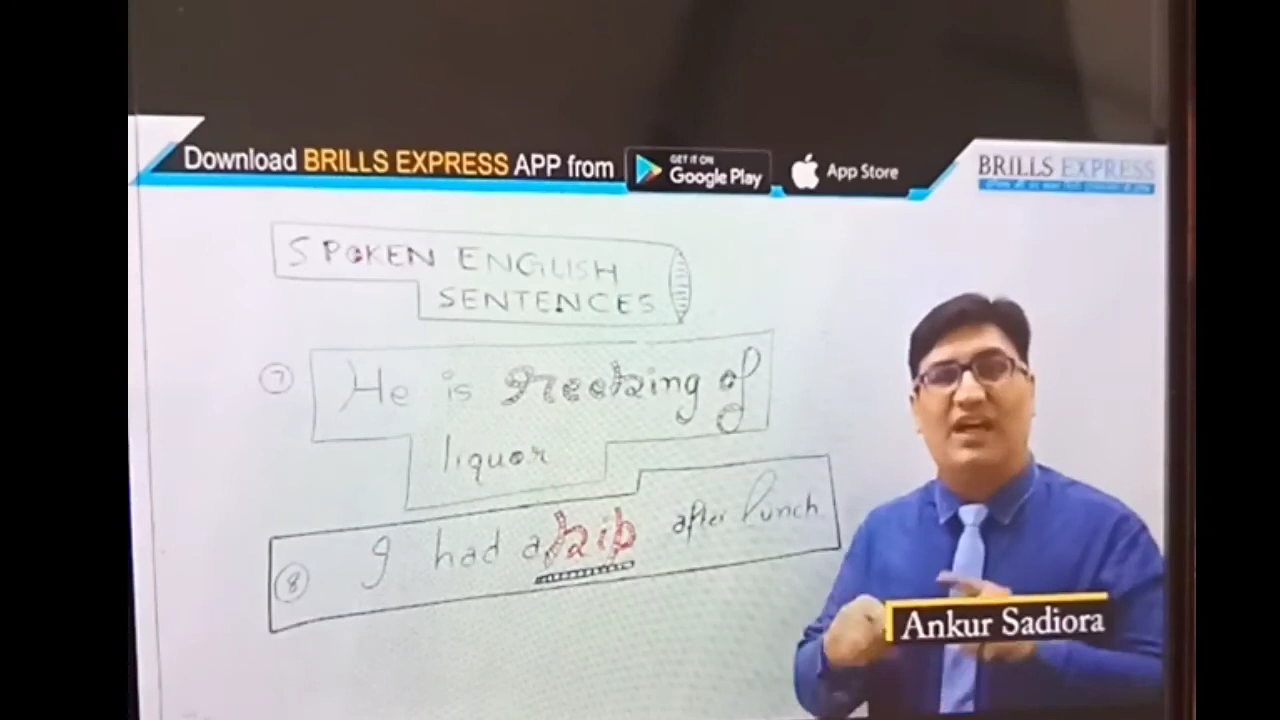 Download BRILLS EXPRESS APP from
GET IT ON
Google Play
App Store
BRILLS EXPRESS
SPOKEN ENGLISH
SENTENCES
7 He is reeking of
liquor
8 I had a kip after lunch
Ankur Sadiora